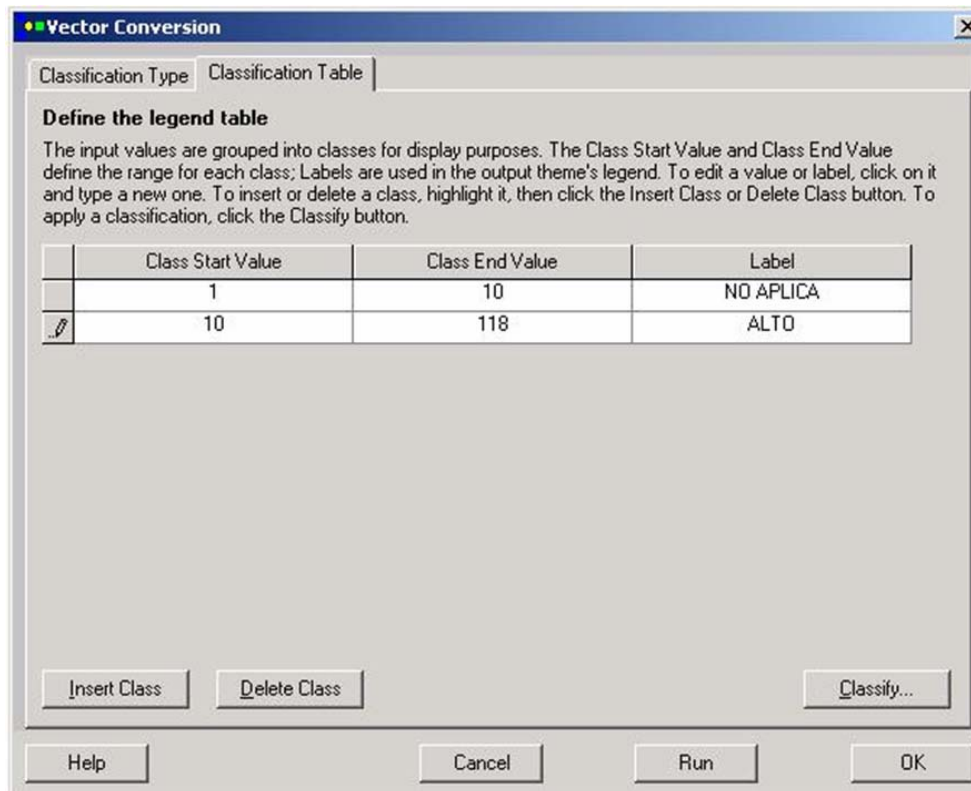 Vector Conversion
Classification Type Classification Table
Define the legend table
The input values are grouped into classes for display purposes. The Class Start Value and Class End Value
define the range for each class; Labels are used in the output theme's legend. To edit a value or label, click on it
and type a new one. To insert or delete a class, highlight it, then click the Insert Class or Delete Class button. To
apply a classification, click the Classify button.
Class Start Value Class End Value Label
1 10 NO APLICA
10 118 ALTO
Insert Class Delete Class Classify...
Help Cancel Run OK